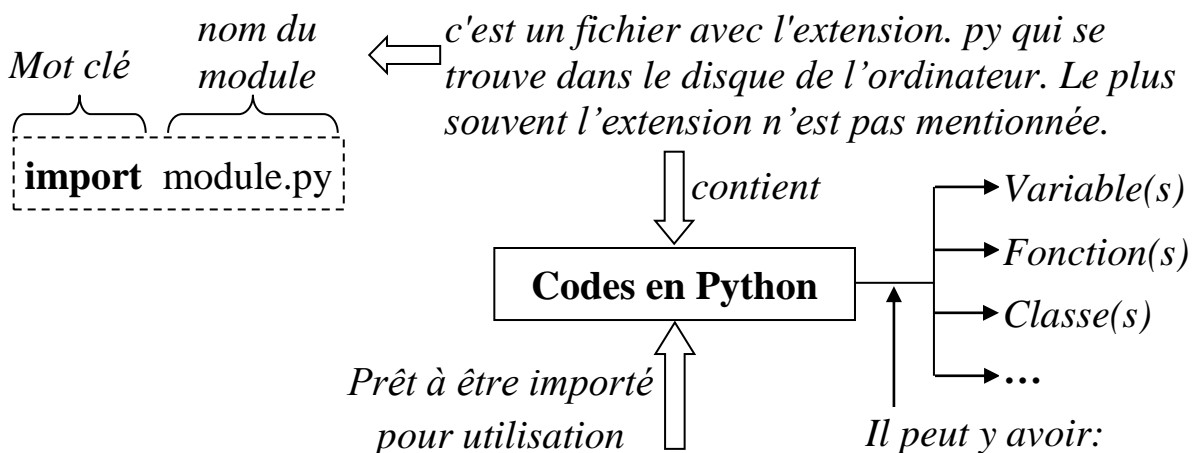 Mot clé
nom du
module
import module.py
c'est un fichier avec l'extension. py qui se
trouve dans le disque de l’ordinateur. Le plus
souvent l’extension n’est pas mentionnée.
contient
Codes en Python
Variable(s)
Fonction(s)
Classe(s)
...
Prêt à être importé
pour utilisation
Il peut y avoir: